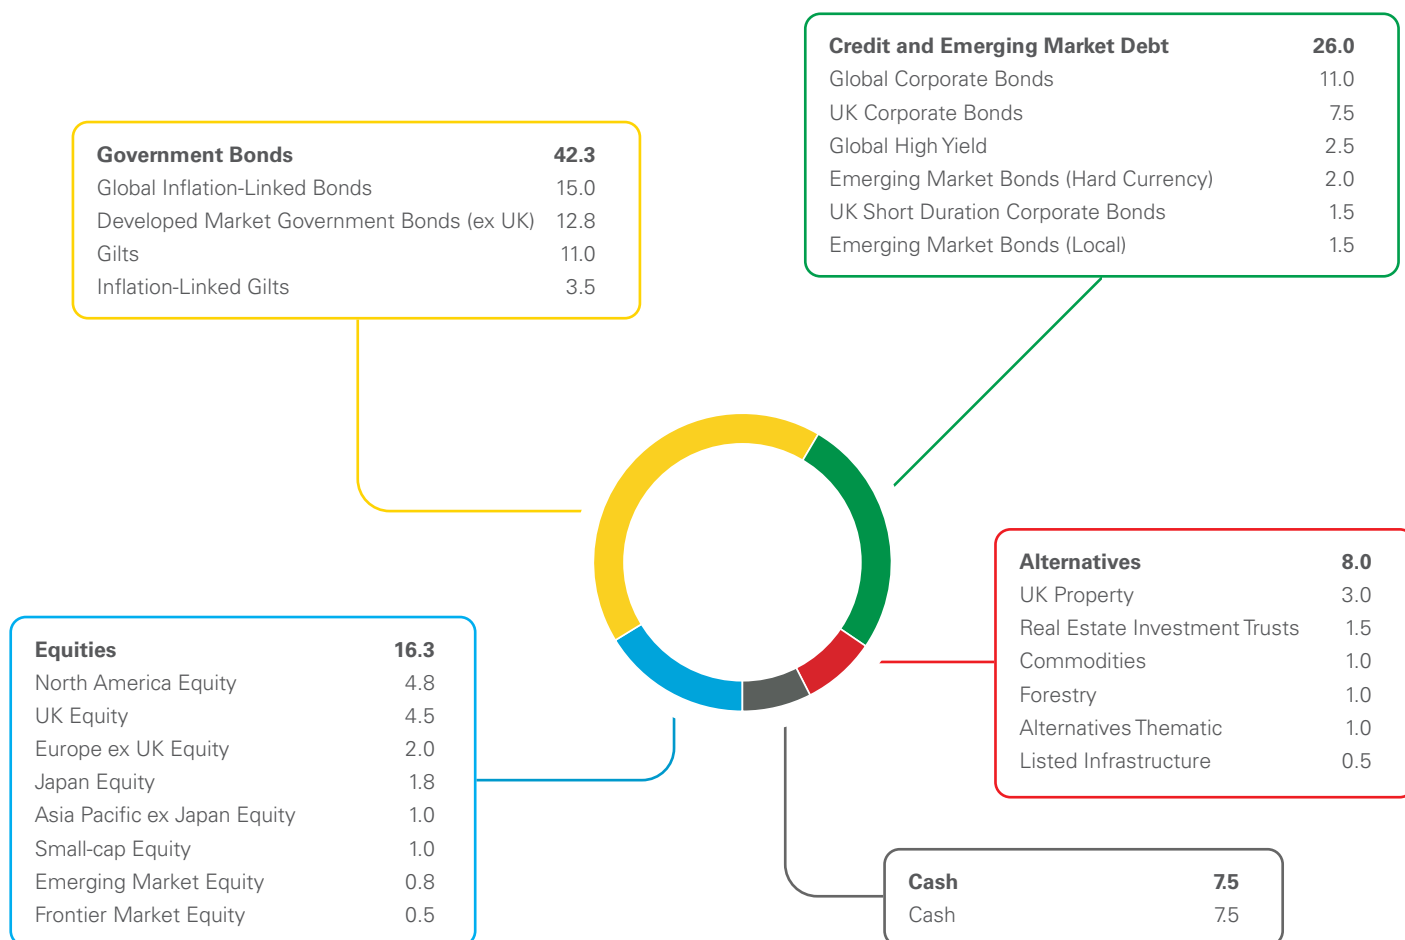 Credit and Emerging Market Debt 26.0
Global Corporate Bonds 11.0
UK Corporate Bonds 7.5
Global High Yield 2.5
Emerging Market Bonds (Hard Currency) 2.0
UK Short Duration Corporate Bonds 1.5
Emerging Market Bonds (Local) 1.5
Government Bonds 42.3
Global Inflation-Linked Bonds 15.0
Developed Market Government Bonds (ex UK) 12.8
Gilts 11.0
Inflation-Linked Gilts 3.5
Alternatives 8.0
UK Property 3.0
Real Estate Investment Trusts 1.5
Commodities 1.0
Forestry 1.0
Alternatives Thematic 1.0
Listed Infrastructure 0.5
Equities 16.3
North America Equity 4.8
UK Equity 4.5
Europe ex UK Equity 2.0
Japan Equity 1.8
Asia Pacific ex Japan Equity 1.0
Small-cap Equity 1.0
Emerging Market Equity 0.8
Frontier Market Equity 0.5
Cash 7.5
Cash 7.5